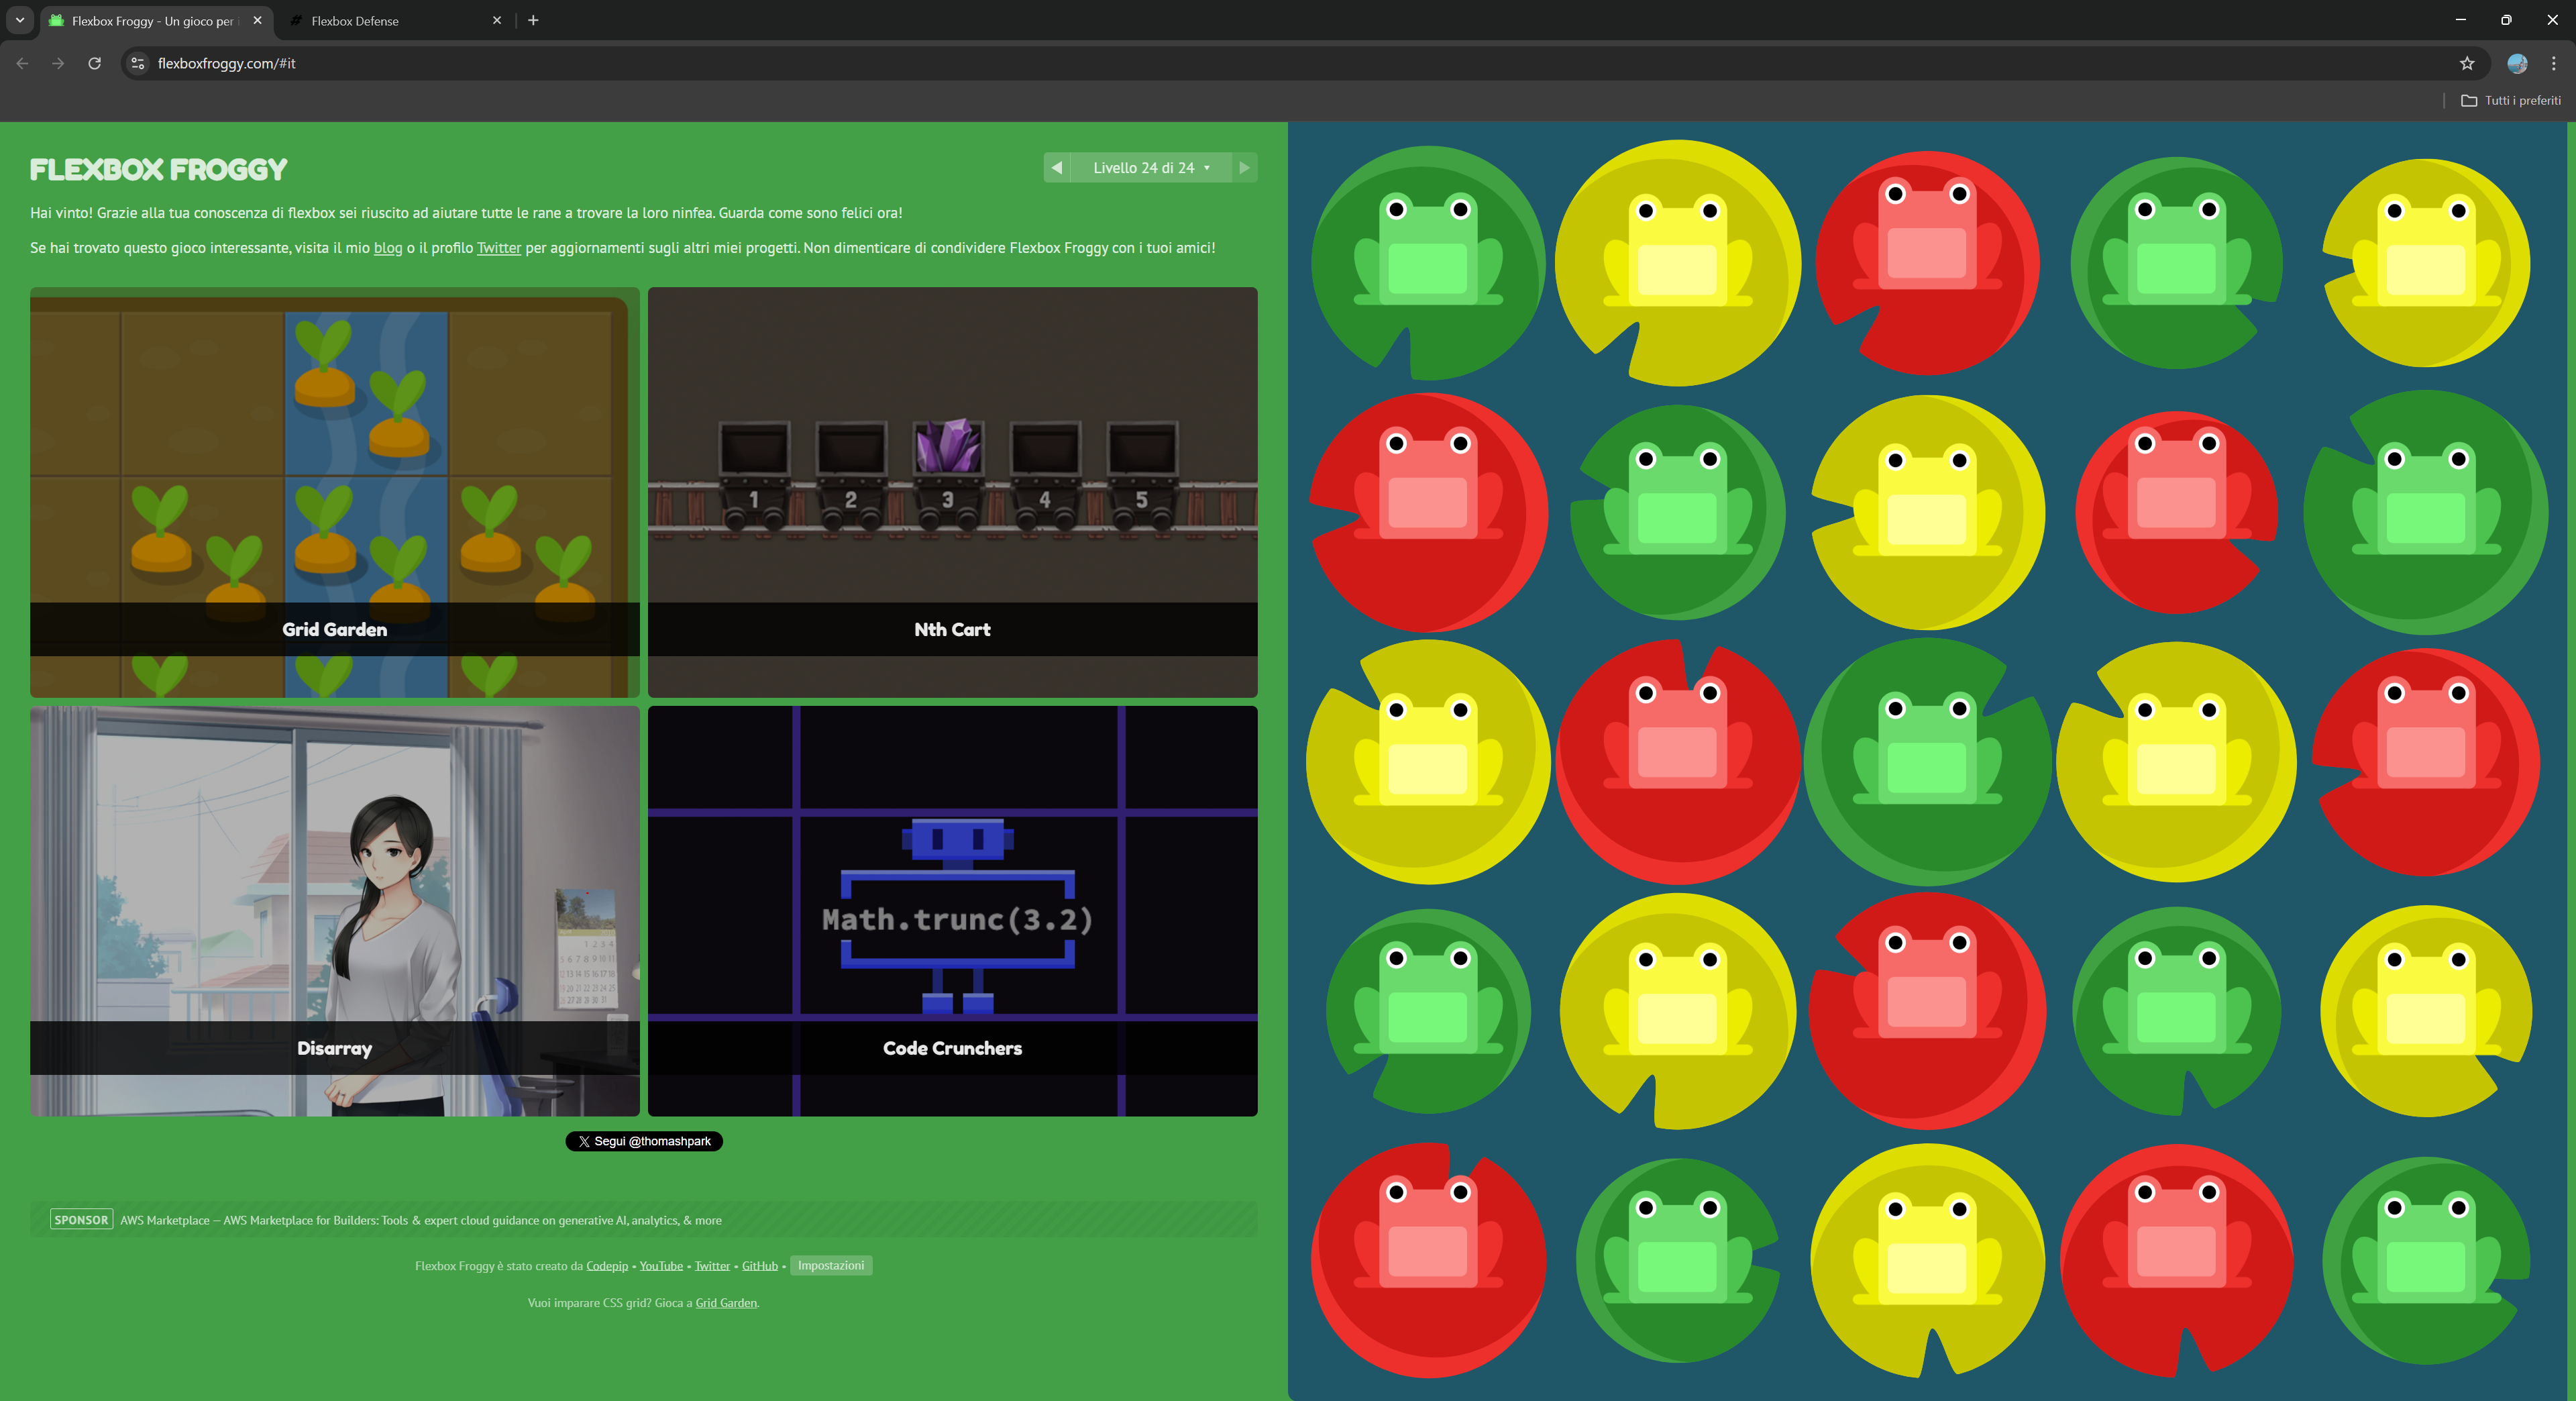 Flexbox Froggy - Un gioco per i
Flexbox Defense
flexboxfroggy.com/#it
Tutti i preferiti
FLEXBOX FROGGY
Livello 24 di 24
Hai vinto! Grazie alla tua conoscenza di flexbox sei riuscito ad aiutare tutte le rane a trovare la loro ninfea. Guarda come sono felici ora!
Se hai trovato questo gioco interessante, visita il mio blog o il profilo Twitter per aggiornamenti sugli altri miei progetti. Non dimenticare di condividere Flexbox Froggy con i tuoi amici!
1 2 3 4 5
Grid Garden
Nth Cart
Math.trunc(3.2)
Disarray
Code Crunchers
Segui @thomashpark
SPONSOR AWS Marketplace — AWS Marketplace for Builders: Tools & expert cloud guidance on generative AI, analytics, & more
Flexbox Froggy è stato creato da Codepip • YouTube • Twitter • GitHub • Impostazioni
Vuoi imparare CSS grid? Gioca a Grid Garden.